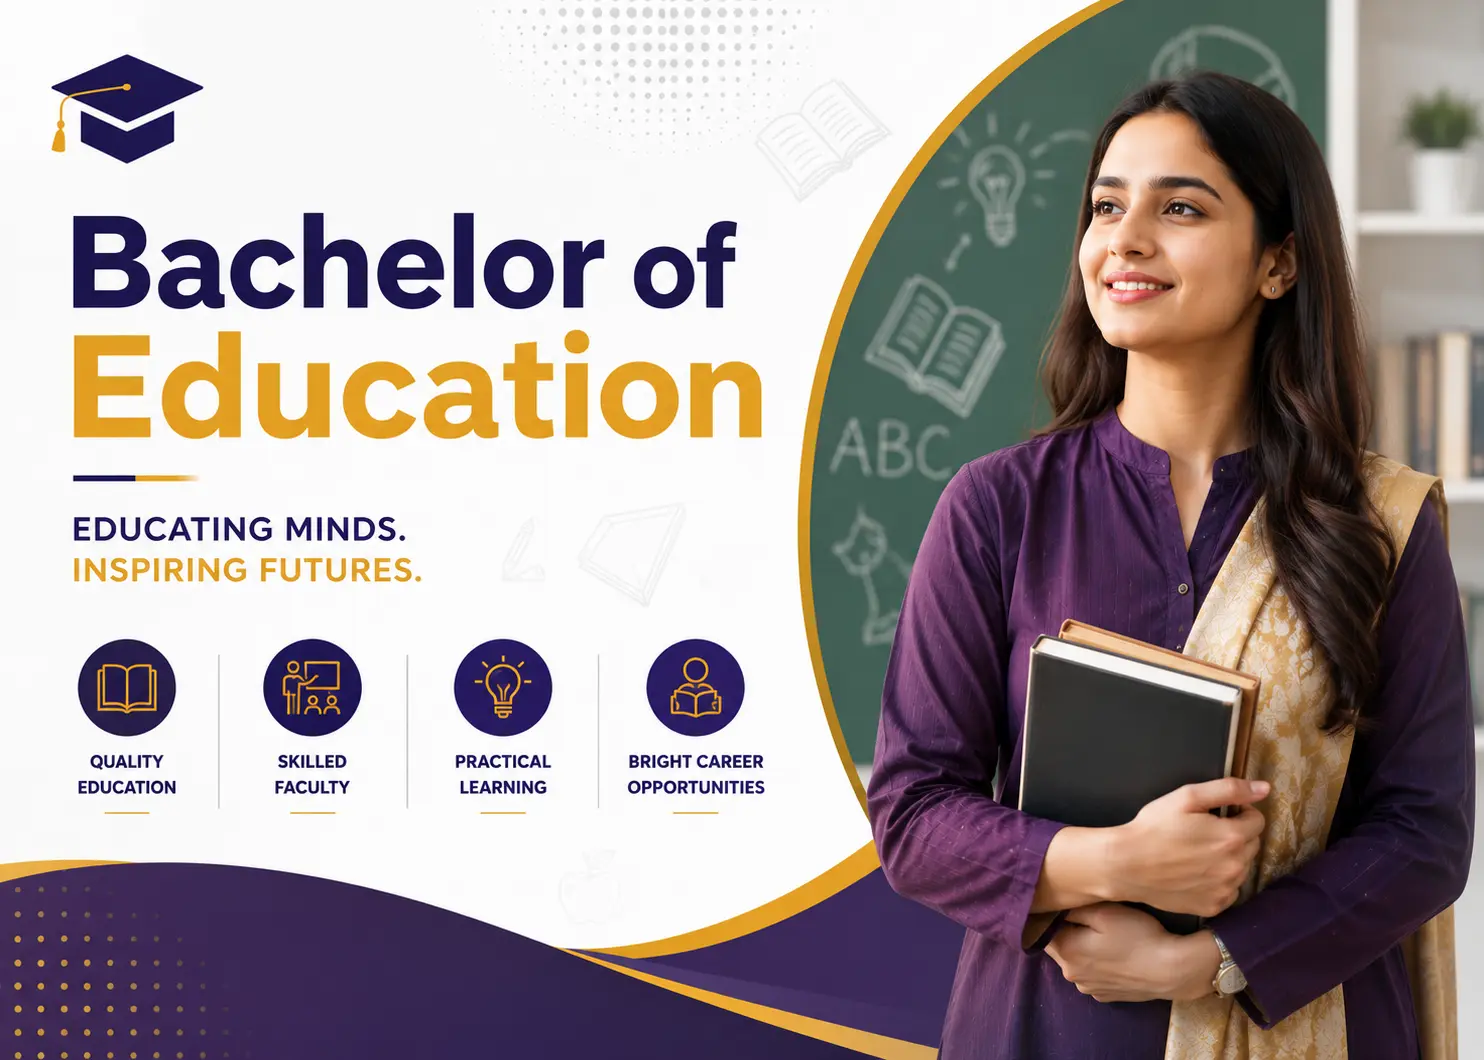 Bachelor of
Education
EDUCATING MINDS.
INSPIRING FUTURES.
QUALITY
EDUCATION
SKILLED
FACULTY
PRACTICAL
LEARNING
BRIGHT CAREER
OPPORTUNITIES
ABC